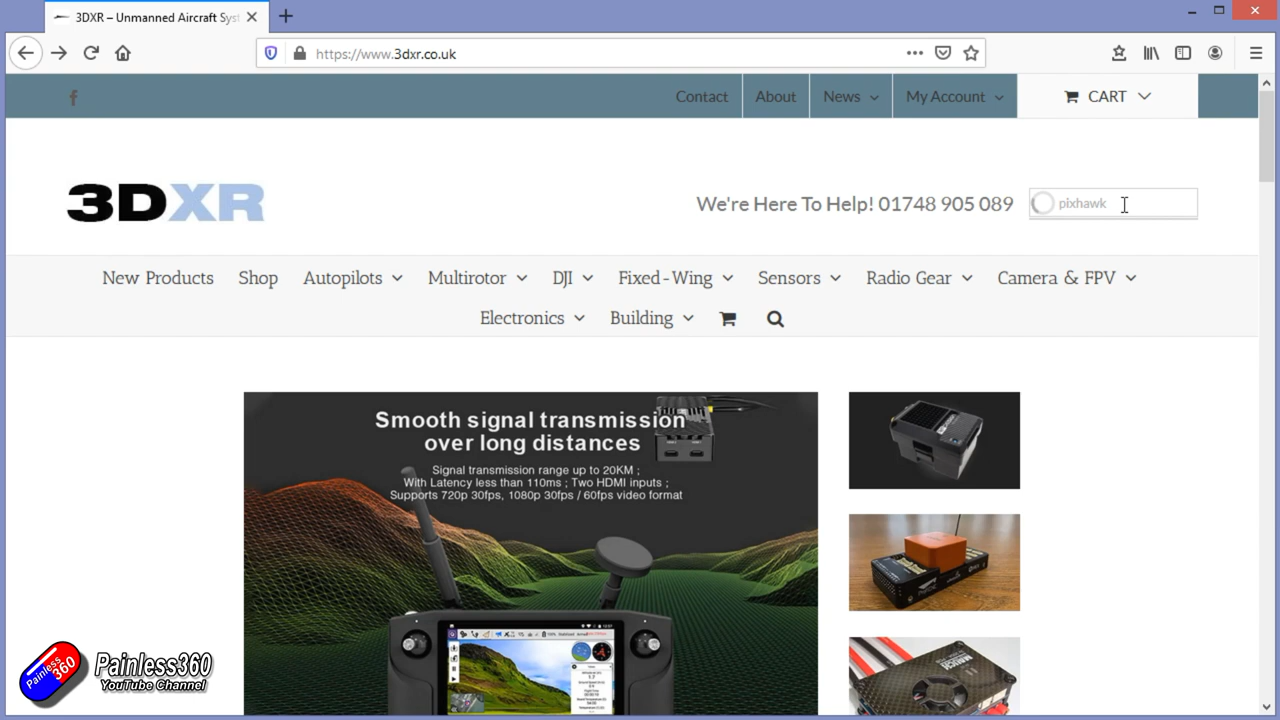 3DXR – Unmanned Aircraft Syst
https://www.3dxr.co.uk
Contact
About
News
My Account
CART
3DXR
We're Here To Help! 01748 905 089
pixhawk
New Products
Shop
Autopilots
Multirotor
DJI
Fixed-Wing
Sensors
Radio Gear
Camera & FPV
Electronics
Building
Smooth signal transmission
over long distances
Signal transmission range up to 20KM ;
With Latency less than 110ms ; Two HDMI inputs ;
Supports 720p 30fps, 1080p 30fps / 60fps video format
Painless
360
Painless360
YouTube Channel